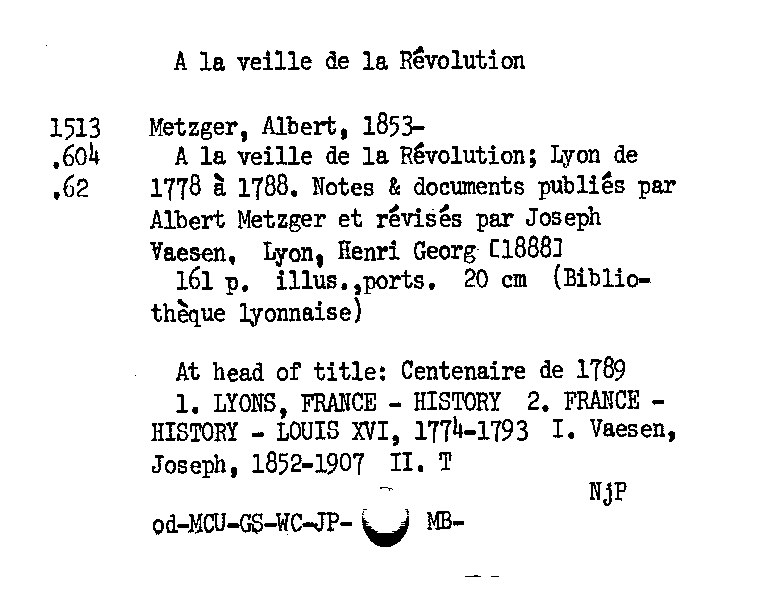 A la veille de la Révolution
1513 Metzger, Albert, 1853-
.604 A la veille de la Révolution; Lyon de
.62 1778 à 1788. Notes & documents publiés par
Albert Metzger et révisés par Joseph
Vaesen. Lyon, Henri Georg [1888]
161 p. illus.,ports. 20 cm (Biblio-
thèque lyonnaise)
At head of title: Centenaire de 1789
1. LYONS, FRANCE - HISTORY 2. FRANCE -
HISTORY - LOUIS XVI, 1774-1793 I. Vaesen,
Joseph, 1852-1907 II. T
NjP
od-MCU-GS-WC-JP- MB-